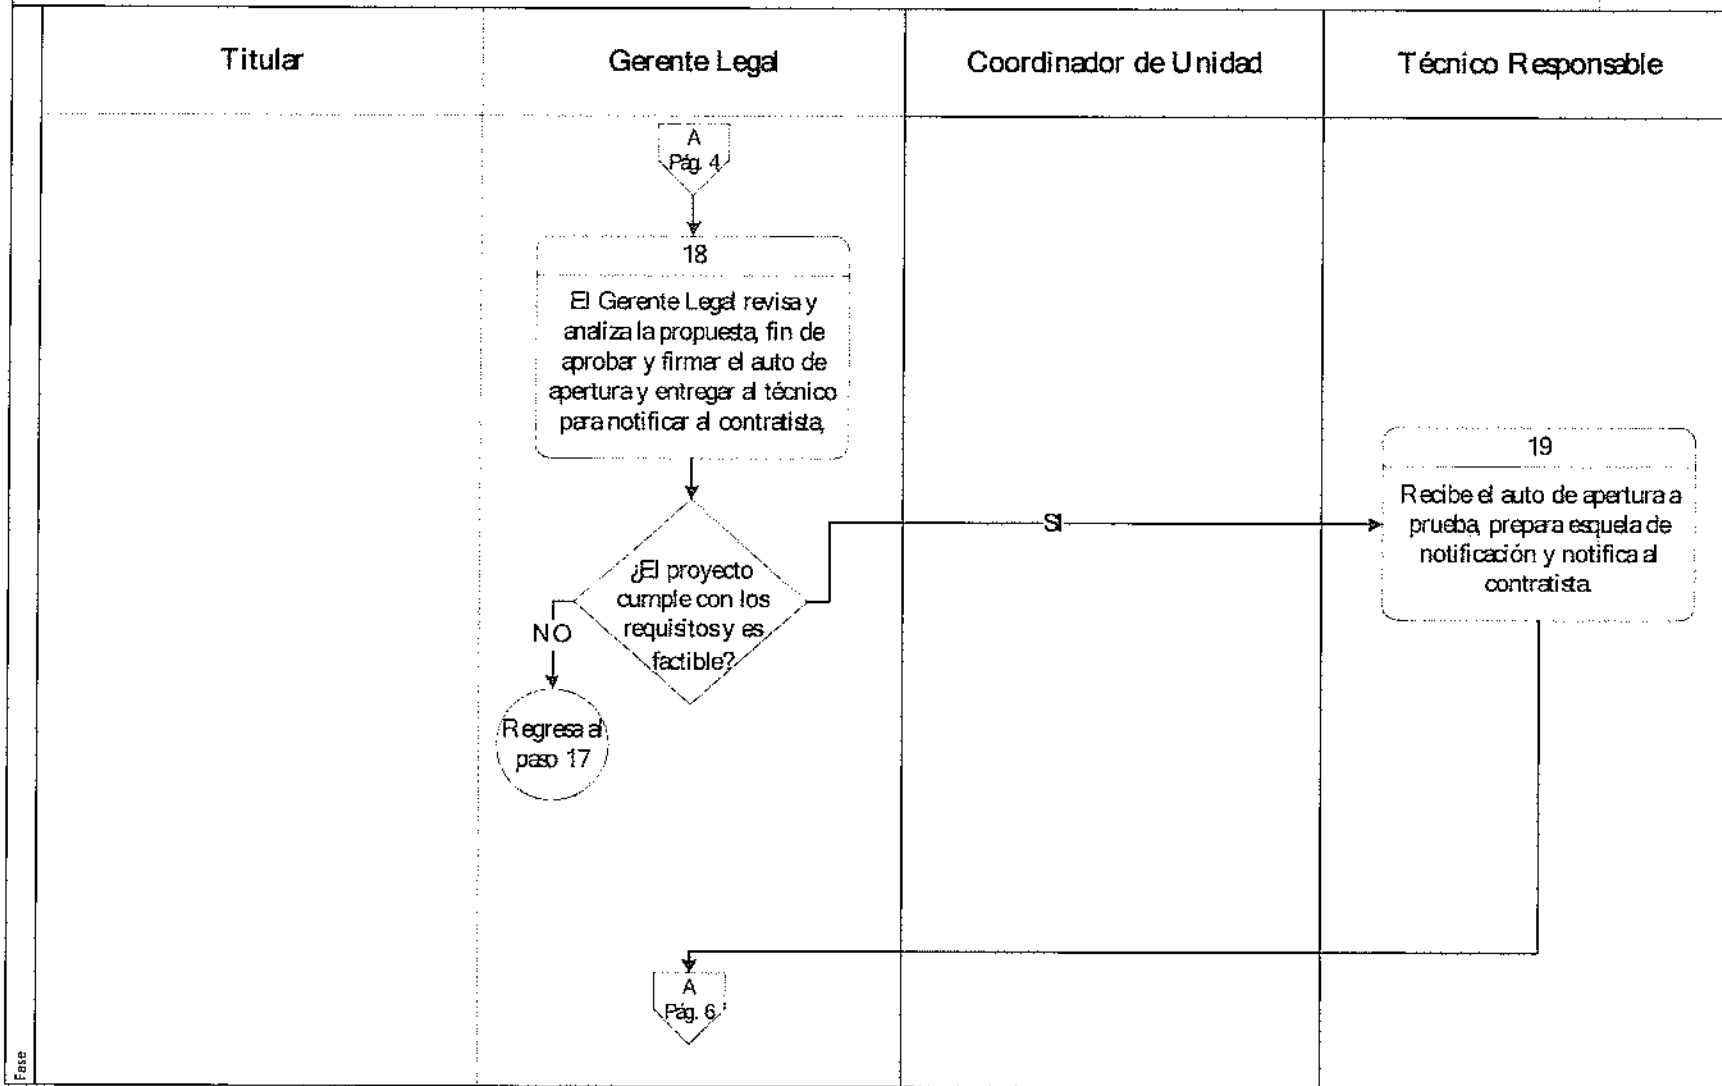 Titular
Gerente Legal
Coordinador de Unidad
Técnico Responsable
A
Pág. 4
18
El Gerente Legal revisa y
analiza la propuesta, fin de
aprobar y firmar el auto de
apertura y entregar al técnico
para notificar al contratista,
¿El proyecto
cumple con los
requisitos y es
factible?
NO
Regresa al
paso 17
SI
19
Recibe el auto de apertura a
prueba, prepara esquela de
notificación y notifica al
contratista.
A
Pág. 6
Fase